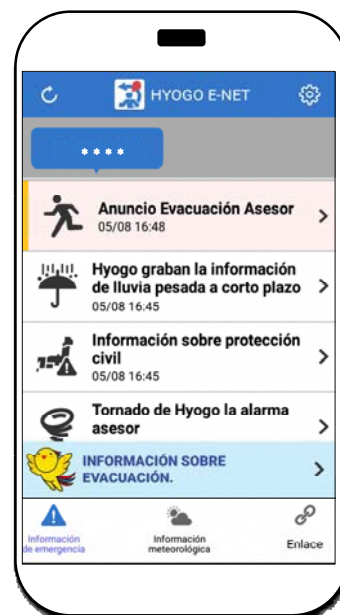 HYOGO E-NET
****
Anuncio Evacuación Asesor
05/08 16:48
Hyogo graban la información
de lluvia pesada a corto plazo
05/08 16:45
Información sobre protección
civil
05/08 16:45
Tornado de Hyogo la alarma
asesor
INFORMACIÓN SOBRE
EVACUACIÓN.
Información
de emergencia
Información
meteorológica
Enlace